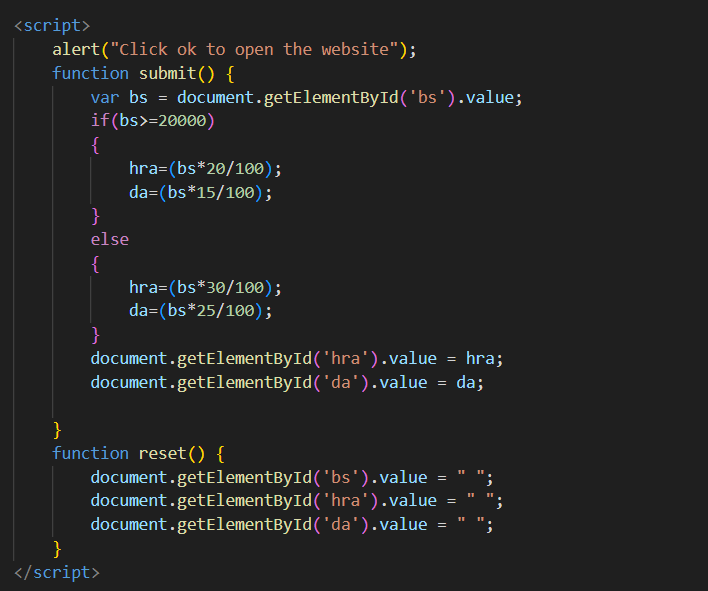 <script>
alert("Click ok to open the website");
function submit() {
var bs = document.getElementById('bs').value;
if(bs>=20000)
{
hra=(bs*20/100);
da=(bs*15/100);
}
else
{
hra=(bs*30/100);
da=(bs*25/100);
}
document.getElementById('hra').value = hra;
document.getElementById('da').value = da;
}
function reset() {
document.getElementById('bs').value = " ";
document.getElementById('hra').value = " ";
document.getElementById('da').value = " ";
}
</script>